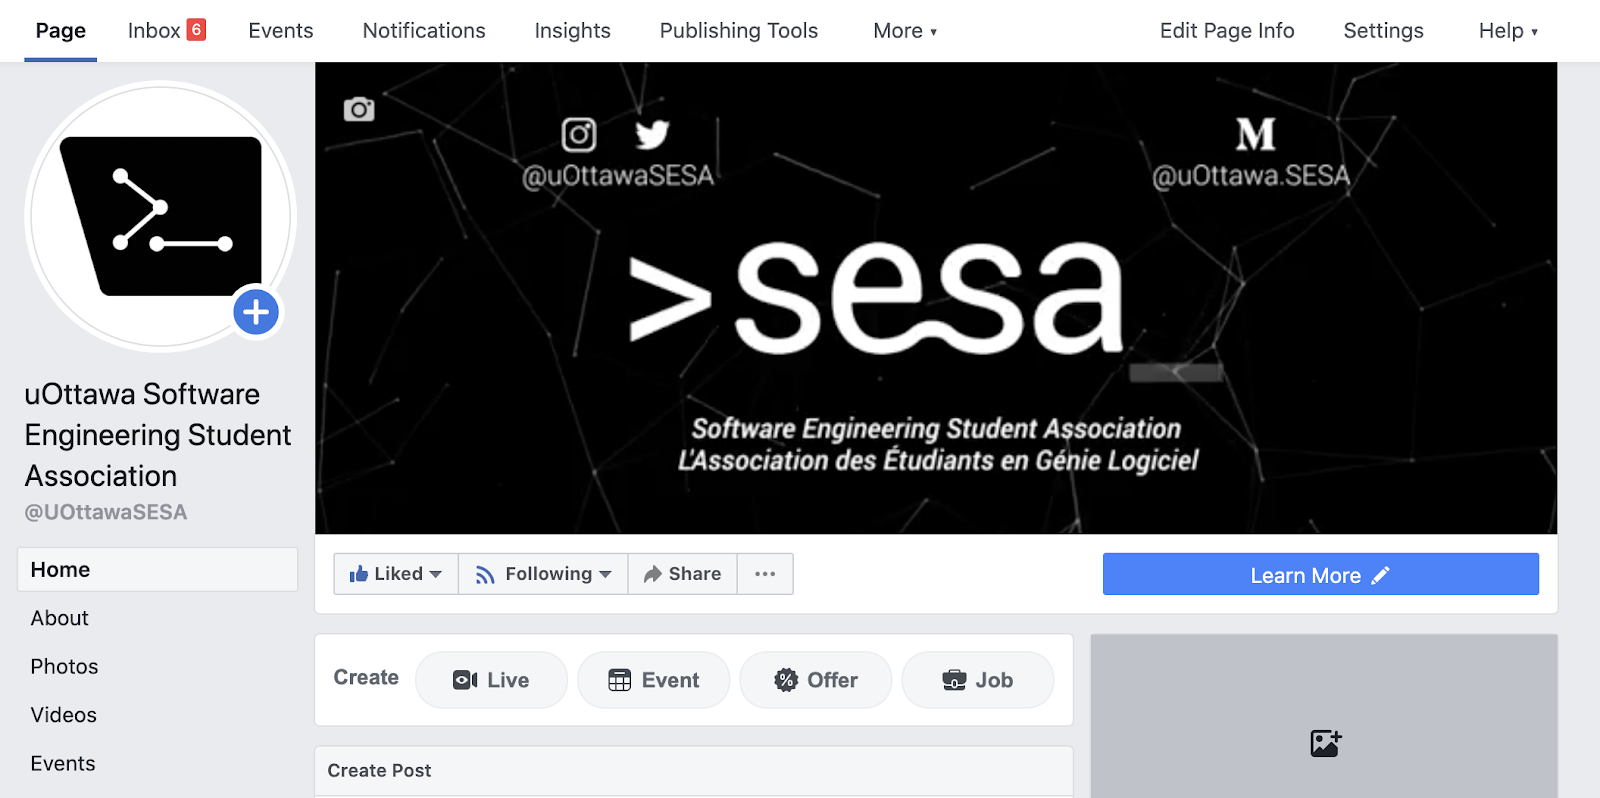 Page Inbox 6 Events Notifications Insights Publishing Tools More Edit Page Info Settings Help
@uOttawaSESA
@uOttawa.SESA
>sesa
Software Engineering Student Association
L'Association des Étudiants en Génie Logiciel
uOttawa Software
Engineering Student
Association
@UOttawaSESA
Home
About
Photos
Videos
Events
Liked Following Share
Learn More
Create Live Event Offer Job
Create Post